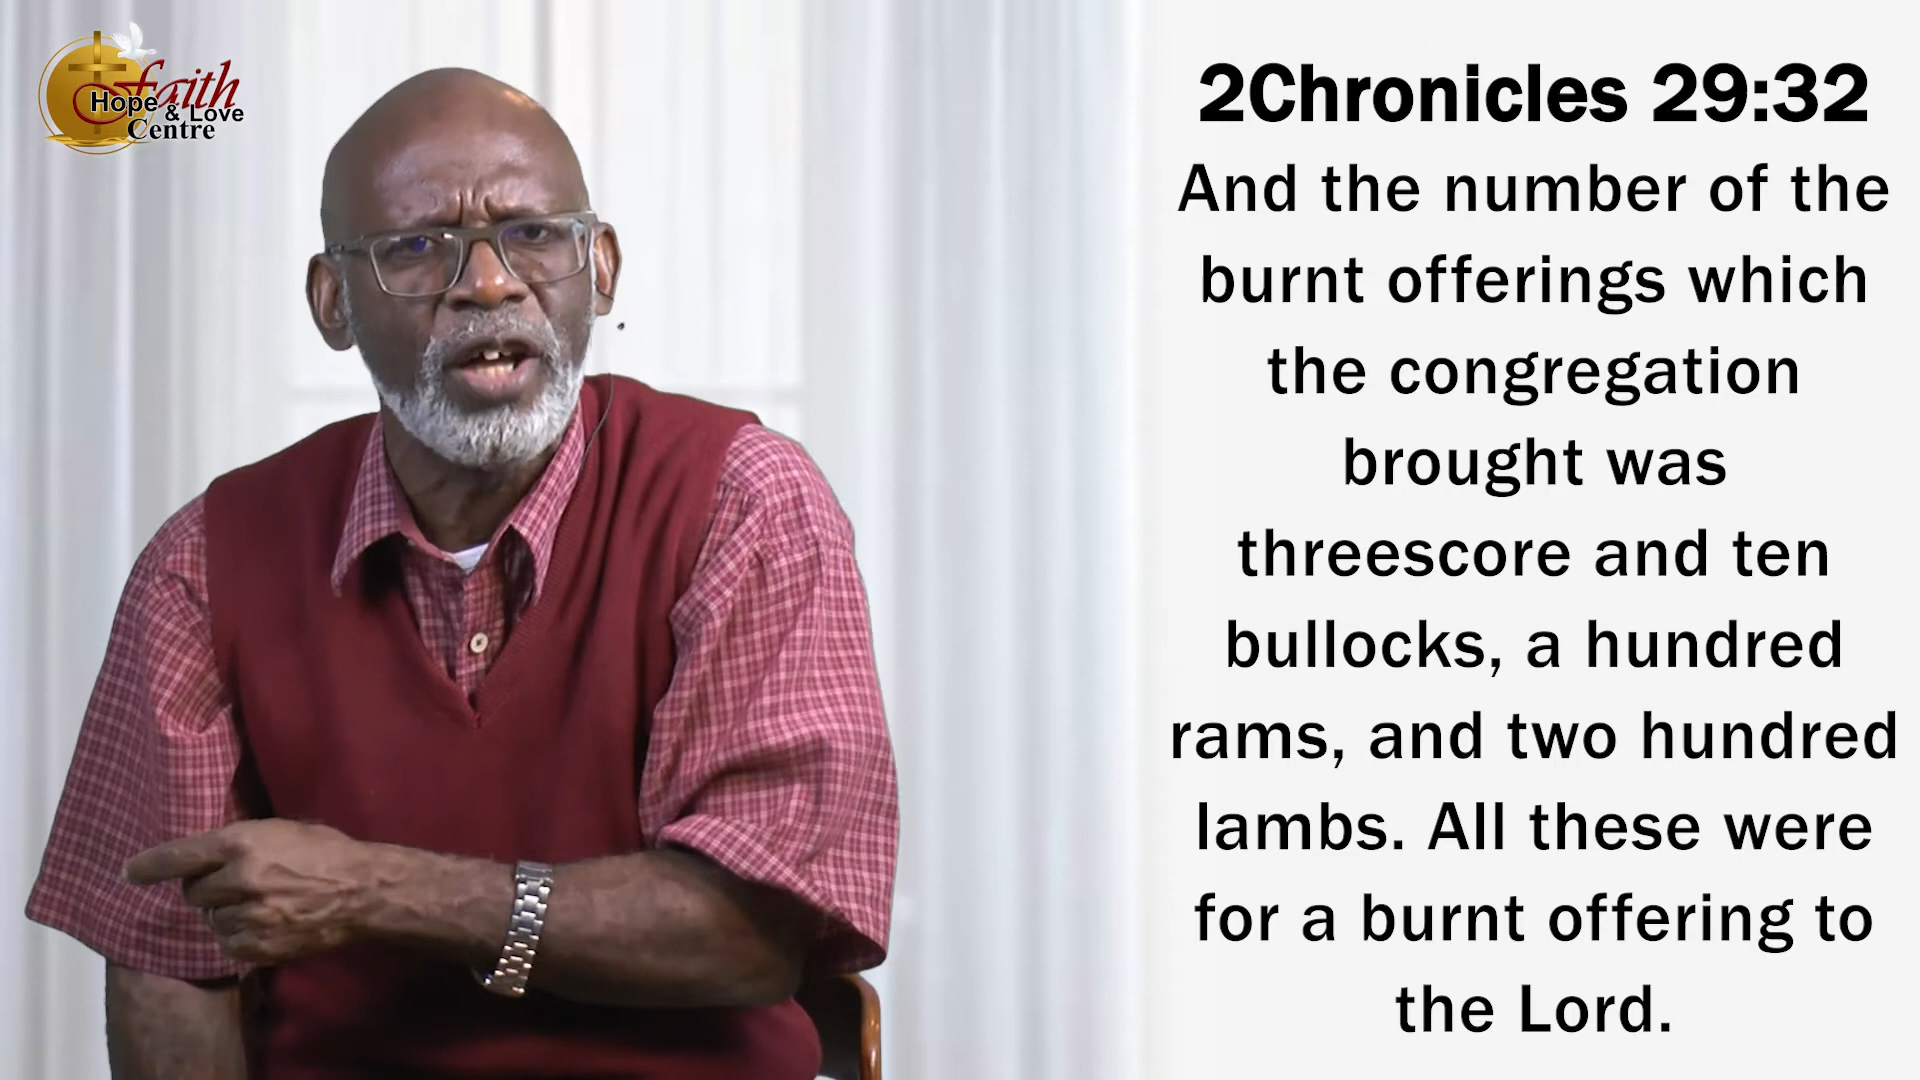 faith
Hope & Love
Centre
2Chronicles 29:32
And the number of the
burnt offerings which
the congregation
brought was
threescore and ten
bullocks, a hundred
rams, and two hundred
lambs. All these were
for a burnt offering to
the Lord.